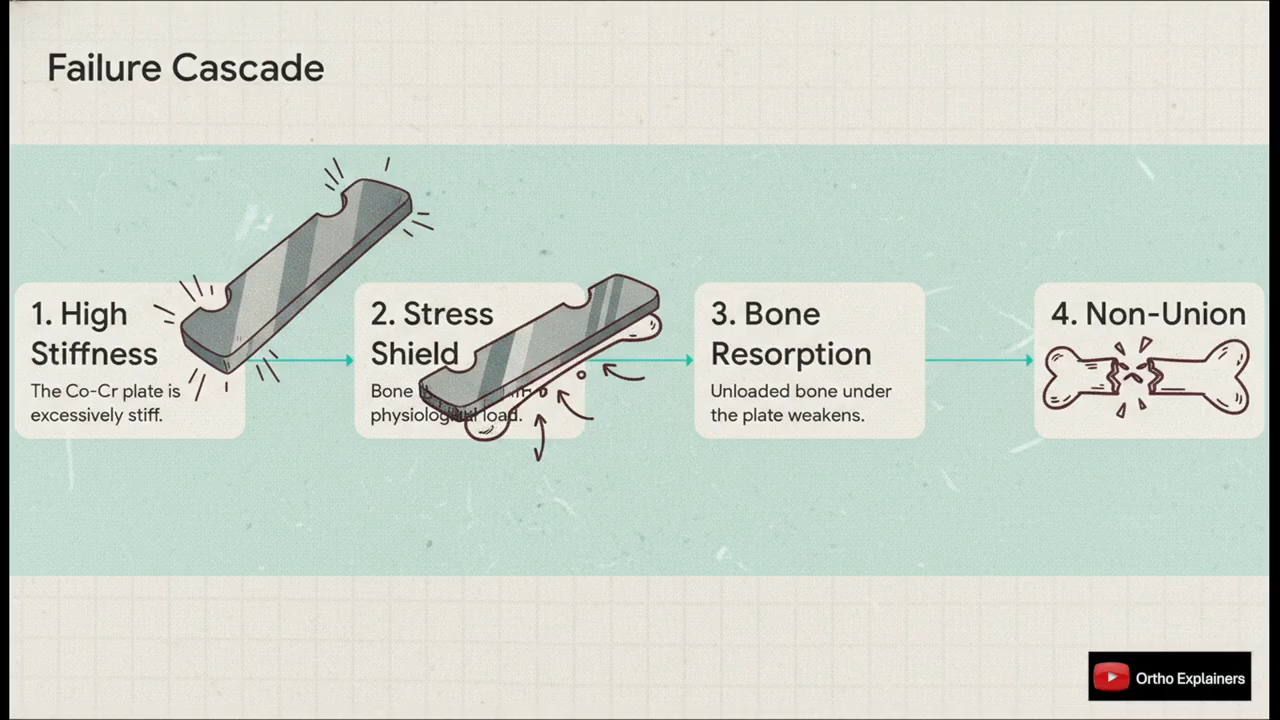 Failure Cascade
1. High
Stiffness
The Co-Cr plate is
excessively stiff.
2. Stress
Shield
Bone
physiological load.
3. Bone
Resorption
Unloaded bone under
the plate weakens.
4. Non-Union
Ortho Explainers